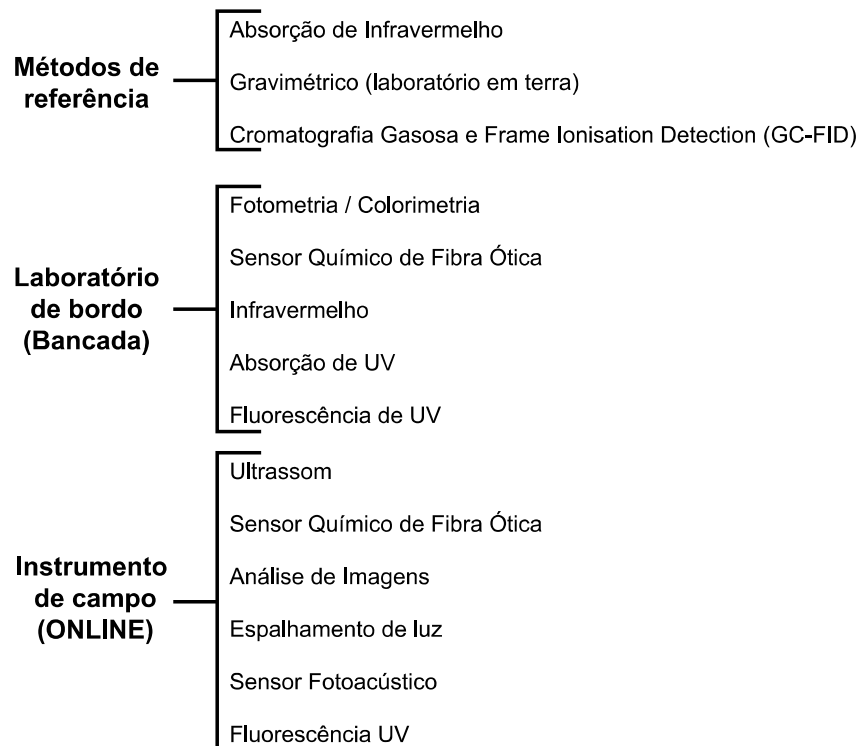 Métodos de
referência
Absorção de Infravermelho
Gravimétrico (laboratório em terra)
Cromatografia Gasosa e Frame Ionisation Detection (GC-FID)
Laboratório
de bordo
(Bancada)
Fotometria / Colorimetria
Sensor Químico de Fibra Ótica
Infravermelho
Absorção de UV
Fluorescência de UV
Instrumento
de campo
(ONLINE)
Ultrassom
Sensor Químico de Fibra Ótica
Análise de Imagens
Espalhamento de luz
Sensor Fotoacústico
Fluorescência UV